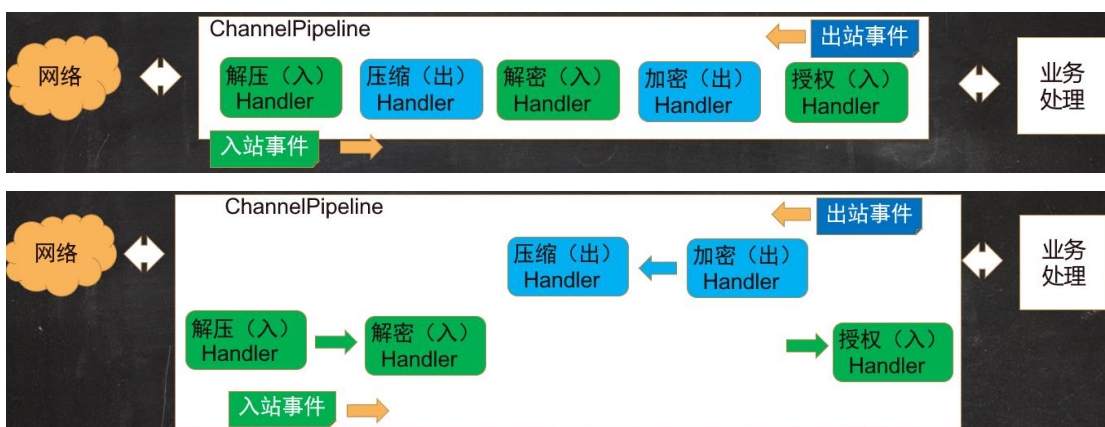 ChannelPipeline
出站事件
网络
解压（入）
Handler
压缩（出）
Handler
解密（入）
Handler
加密（出）
Handler
授权（入）
Handler
业务
处理
入站事件
ChannelPipeline
出站事件
网络
压缩（出）
Handler
加密（出）
Handler
业务
处理
解压（入）
Handler
解密（入）
Handler
授权（入）
Handler
入站事件